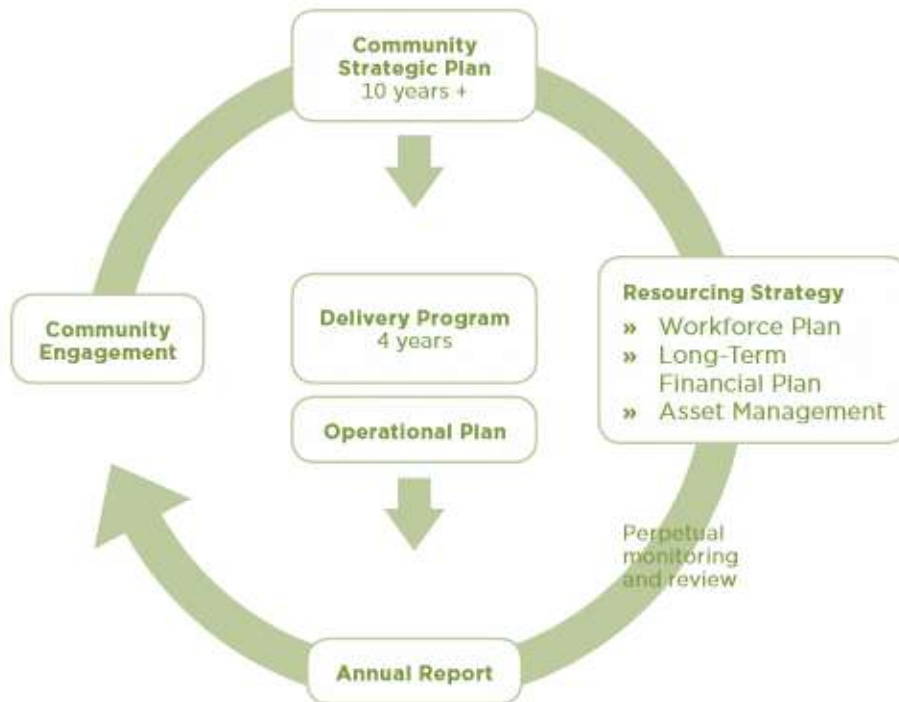 Community
Strategic Plan
10 years +
Community
Engagement
Delivery Program
4 years
Operational Plan
Resourcing Strategy
» Workforce Plan
» Long-Term
Financial Plan
» Asset Management
Perpetual
monitoring
and review
Annual Report